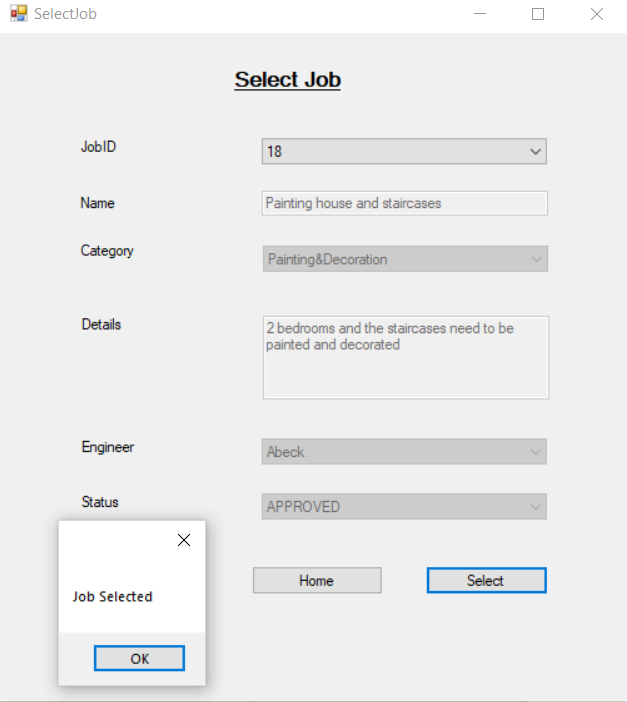 SelectJob
Select Job
JobID
18
Name
Painting house and staircases
Category
Painting&Decoration
Details
2 bedrooms and the staircases need to be
painted and decorated
Engineer
Abeck
Status
APPROVED
Home
Select
Job Selected
OK